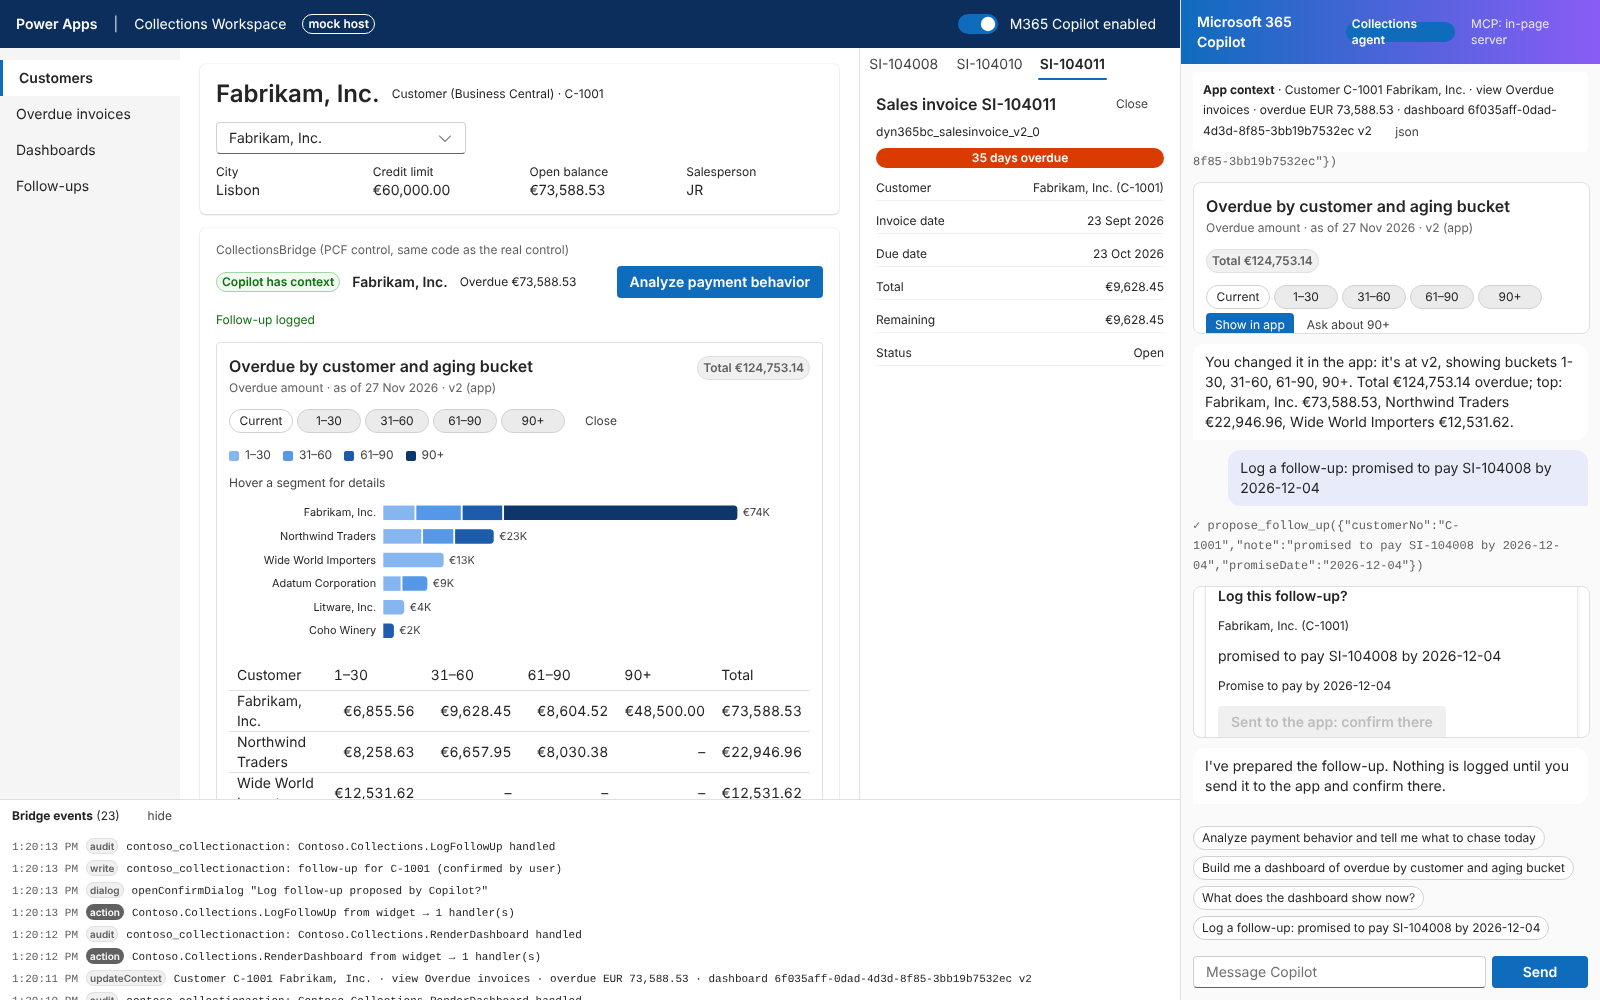 Power Apps | Collections Workspace mock host
M365 Copilot enabled
Customers
Overdue invoices
Dashboards
Follow-ups
Fabrikam, Inc. Customer (Business Central) · C-1001
Fabrikam, Inc.
City Credit limit Open balance Salesperson
Lisbon €60,000.00 €73,588.53 JR
CollectionsBridge (PCF control, same code as the real control)
Copilot has context Fabrikam, Inc. Overdue €73,588.53 Analyze payment behavior
Follow-up logged
Overdue by customer and aging bucket Total €124,753.14
Overdue amount · as of 27 Nov 2026 · v2 (app)
Current 1–30 31–60 61–90 90+ Close
1–30 31–60 61–90 90+
Hover a segment for details
Fabrikam, Inc. €74K
Northwind Traders €23K
Wide World Importers €13K
Adatum Corporation €9K
Litware, Inc. €4K
Coho Winery €2K
Customer 1–30 31–60 61–90 90+ Total
Fabrikam, Inc. €6,855.56 €9,628.45 €8,604.52 €48,500.00 €73,588.53
Northwind Traders €8,258.63 €6,657.95 €8,030.38 – €22,946.96
Wide World €12,531.62 – – – €12,531.62
SI-104008 SI-104010 SI-104011
Sales invoice SI-104011 Close
dyn365bc_salesinvoice_v2_0
35 days overdue
Customer Fabrikam, Inc. (C-1001)
Invoice date 23 Sept 2026
Due date 23 Oct 2026
Total €9,628.45
Remaining €9,628.45
Status Open
Bridge events (23) hide
1:20:13 PM audit contoso_collectionaction: Contoso.Collections.LogFollowUp handled
1:20:13 PM write contoso_collectionaction: follow-up for C-1001 (confirmed by user)
1:20:13 PM dialog openConfirmDialog "Log follow-up proposed by Copilot?"
1:20:13 PM action Contoso.Collections.LogFollowUp from widget → 1 handler(s)
1:20:12 PM audit contoso_collectionaction: Contoso.Collections.RenderDashboard handled
1:20:12 PM action Contoso.Collections.RenderDashboard from widget → 1 handler(s)
1:20:11 PM updateContext Customer C-1001 Fabrikam, Inc. · view Overdue invoices · overdue EUR 73,588.53 · dashboard 6f035aff-0dad-4d3d-8f85-3bb19b7532ec v2
1:20:10 PM audit contoso_collectionaction: Contoso.Collections.RenderDashboard handled
Microsoft 365 Copilot
Collections agent
MCP: in-page server
App context · Customer C-1001 Fabrikam, Inc. · view Overdue
invoices · overdue EUR 73,588.53 · dashboard 6f035aff-0dad-
4d3d-8f85-3bb19b7532ec v2 json
8f85-3bb19b7532ec"})
Overdue by customer and aging bucket
Overdue amount · as of 27 Nov 2026 · v2 (app)
Total €124,753.14
Current 1–30 31–60 61–90 90+
Show in app Ask about 90+
You changed it in the app: it's at v2, showing buckets 1-
30, 31-60, 61-90, 90+. Total €124,753.14 overdue; top:
Fabrikam, Inc. €73,588.53, Northwind Traders
€22,946.96, Wide World Importers €12,531.62.
Log a follow-up: promised to pay SI-104008 by
2026-12-04
✓ propose_follow_up({"customerNo":"C-
1001","note":"promised to pay SI-104008 by 2026-12-
04","promiseDate":"2026-12-04"})
Log this follow-up?
Fabrikam, Inc. (C-1001)
promised to pay SI-104008 by 2026-12-04
Promise to pay by 2026-12-04
Sent to the app: confirm there
I've prepared the follow-up. Nothing is logged until you
send it to the app and confirm there.
Analyze payment behavior and tell me what to chase today
Build me a dashboard of overdue by customer and aging bucket
What does the dashboard show now?
Log a follow-up: promised to pay SI-104008 by 2026-12-04
Message Copilot Send